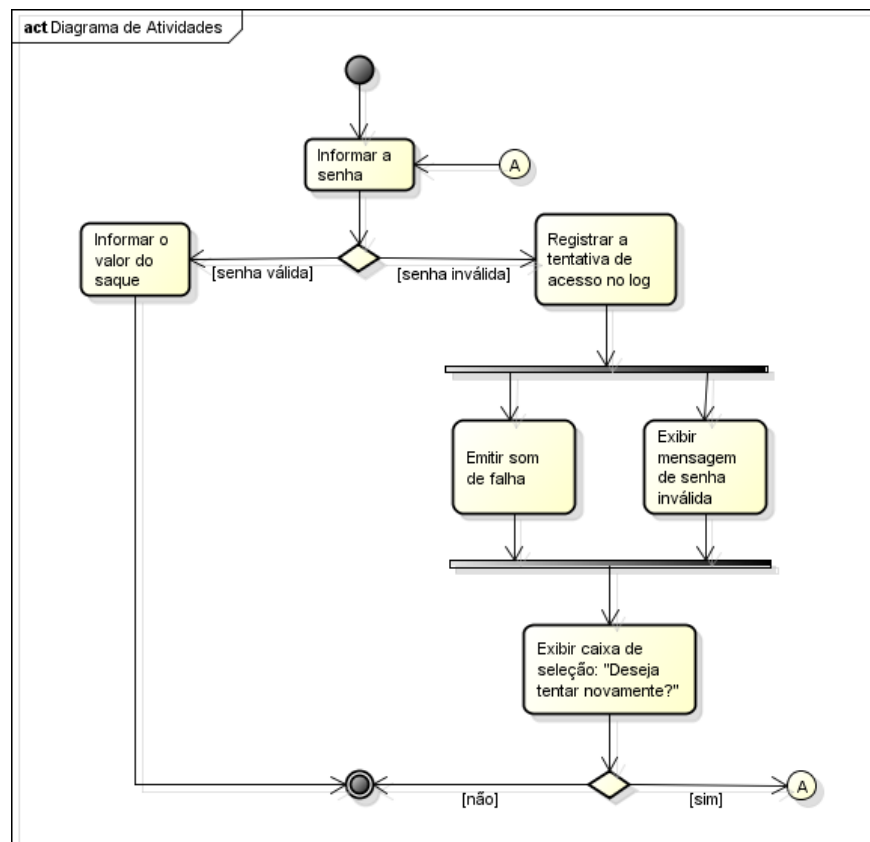 act Diagrama de Atividades
Informar a
senha
A
Informar o
valor do
saque
[senha válida]
[senha inválida]
Registrar a
tentativa de
acesso no log
Emitir som
de falha
Exibir
mensagem
de senha
inválida
Exibir caixa de
seleção: "Deseja
tentar novamente?"
[não]
[sim]
A